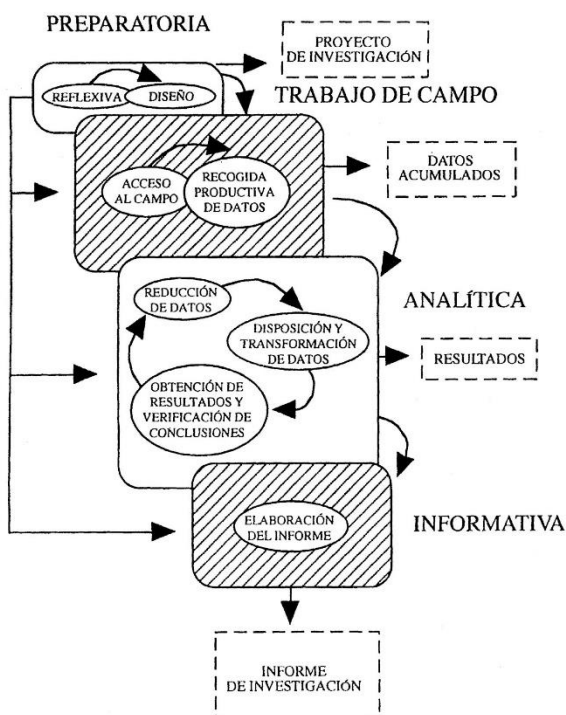 PREPARATORIA
PROYECTO
DE INVESTIGACIÓN
REFLEXIVA
DISEÑO
TRABAJO DE CAMPO
ACCESO
AL CAMPO
RECOGIDA
PRODUCTIVA
DE DATOS
DATOS
ACUMULADOS
REDUCCIÓN
DE DATOS
ANALÍTICA
DISPOSICIÓN Y
TRANSFORMACIÓN
DE DATOS
RESULTADOS
OBTENCIÓN DE
RESULTADOS Y
VERIFICACIÓN DE
CONCLUSIONES
ELABORACIÓN
DEL INFORME
INFORMATIVA
INFORME
DE INVESTIGACIÓN